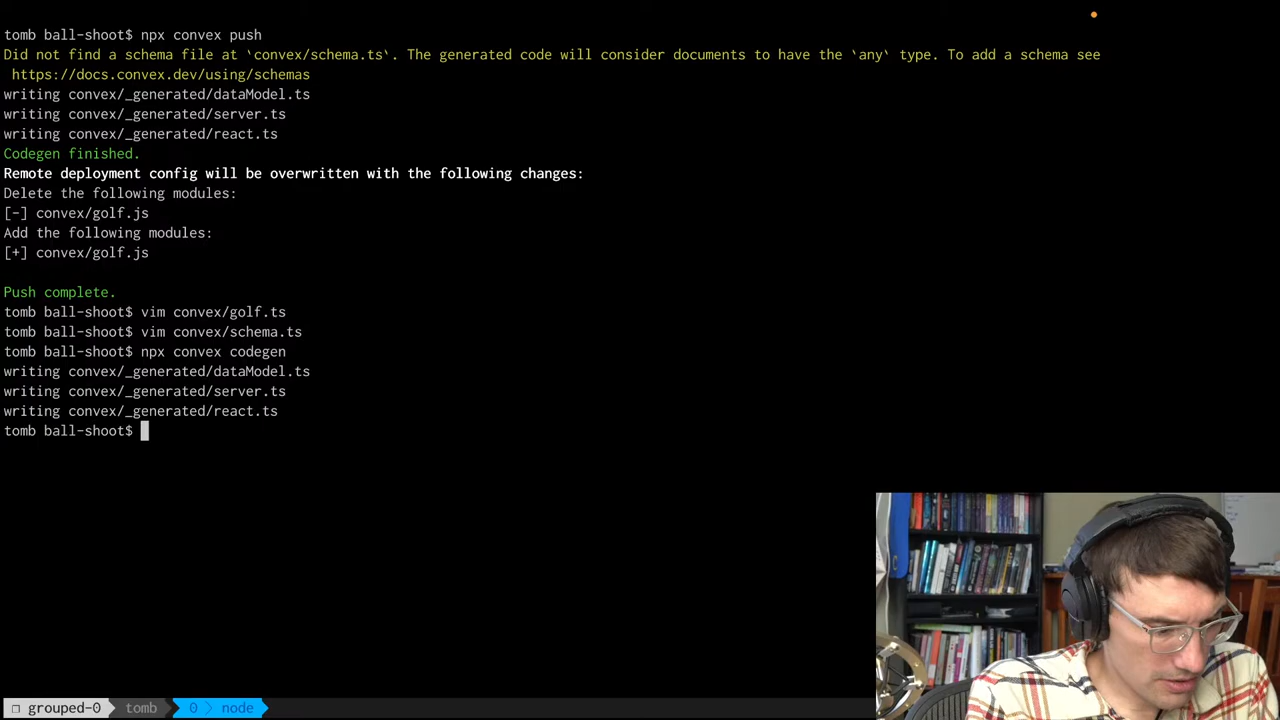 tomb ball-shoot$ npx convex push
Did not find a schema file at `convex/schema.ts`. The generated code will consider documents to have the `any` type. To add a schema see
https://docs.convex.dev/using/schemas
writing convex/_generated/dataModel.ts
writing convex/_generated/server.ts
writing convex/_generated/react.ts
Codegen finished.
Remote deployment config will be overwritten with the following changes:
Delete the following modules:
[-] convex/golf.js
Add the following modules:
[+] convex/golf.js
Push complete.
tomb ball-shoot$ vim convex/golf.ts
tomb ball-shoot$ vim convex/schema.ts
tomb ball-shoot$ npx convex codegen
writing convex/_generated/dataModel.ts
writing convex/_generated/server.ts
writing convex/_generated/react.ts
tomb ball-shoot$
❐ grouped-0 tomb 0 > node